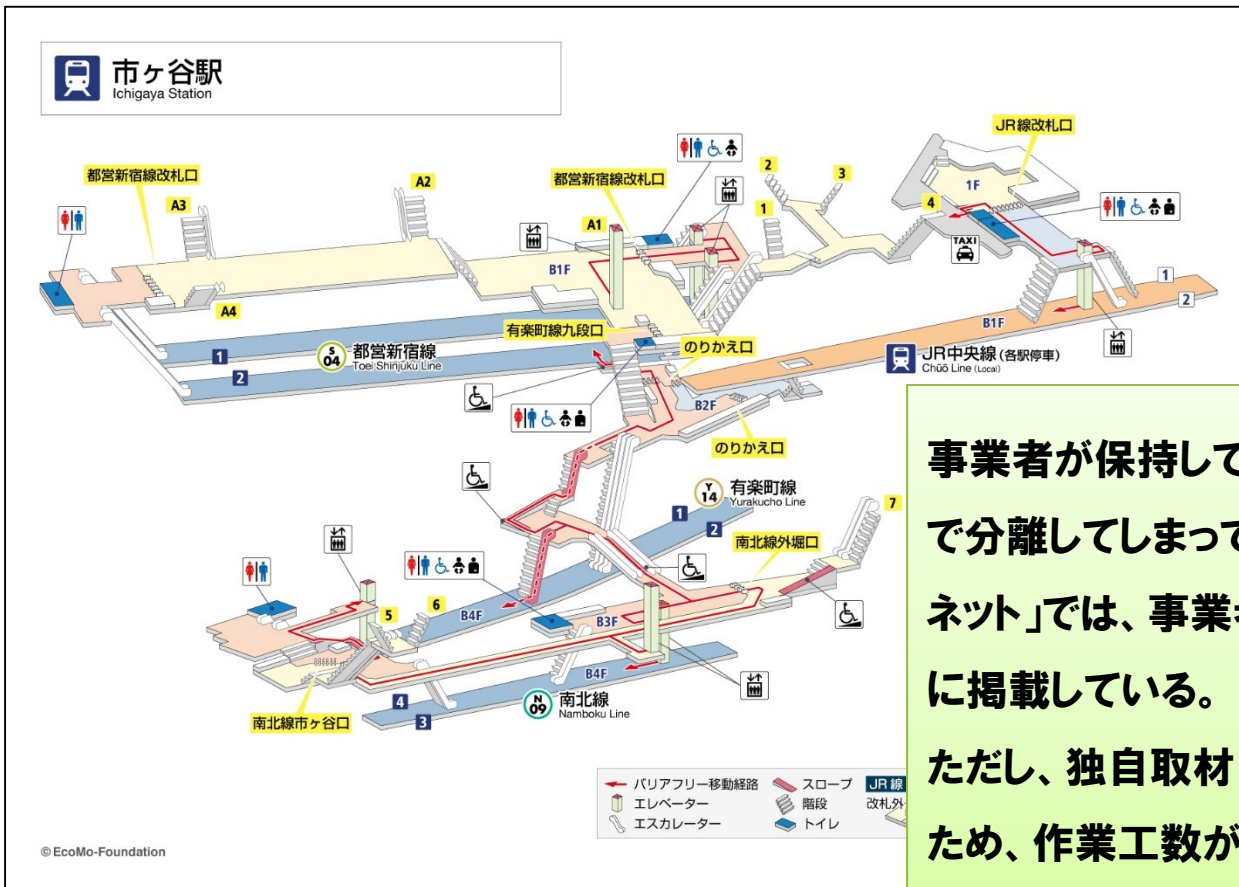 市ヶ谷駅
Ichigaya Station
JR線改札口
2
3
都営新宿線改札口
A2
都営新宿線改札口
1F
A3
1
4
A1
TAXI
B1F
1
A4
2
有楽町線九段口
B1F
1
S
04
都営新宿線
Toei Shinjuku Line
のりかえ口
JR中央線(各駅停車)
Chūō Line (Local)
2
B2F
のりかえ口
Y
14
有楽町線
Yurakucho Line
1
2
7
南北線外堀口
5
6
B4F
B3F
B4F
4
3
N
09
南北線
Namboku Line
南北線市ヶ谷口
バリアフリー移動経路
スロープ
JR線
エレベーター
階段
改札外
エスカレーター
トイレ
© EcoMo-Foundation
事業者が保持して
で分離してしまって
ネット」では、事業
に掲載している。
ただし、独自取材
ため、作業工数が